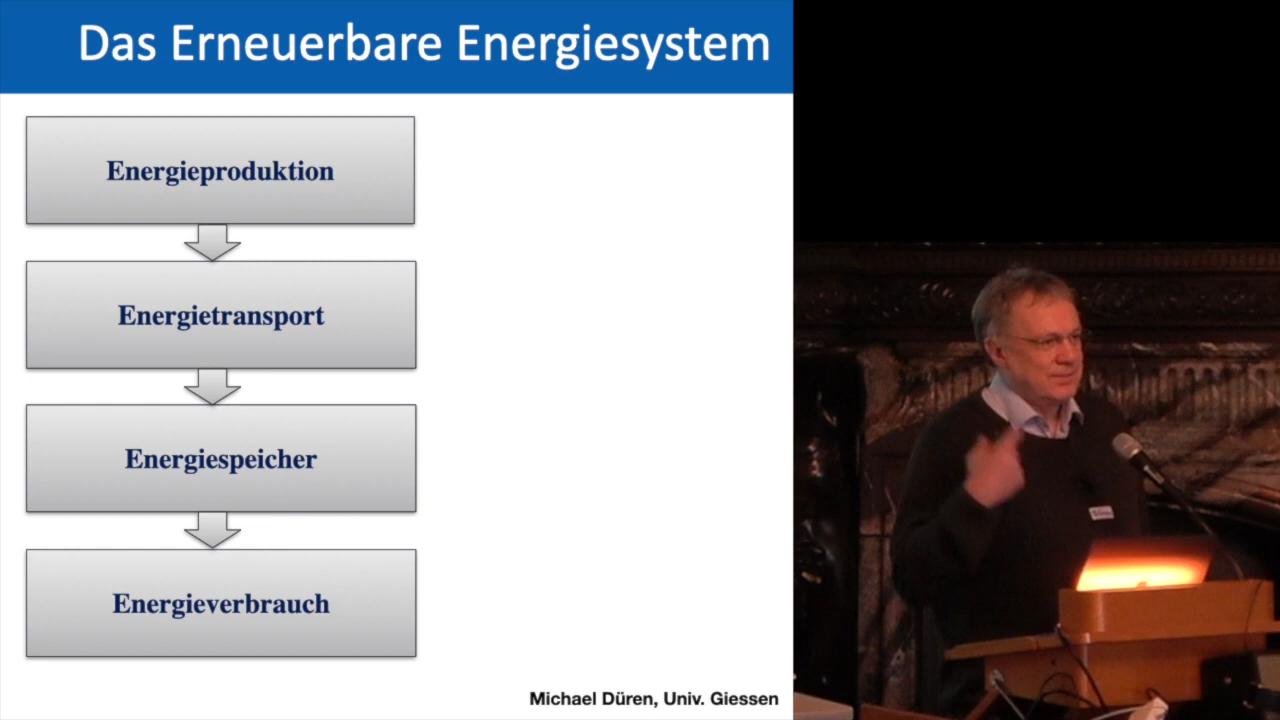 Das Erneuerbare Energiesystem
Energieproduktion
Energietransport
Energiespeicher
Energieverbrauch
Michael Düren, Univ. Giessen